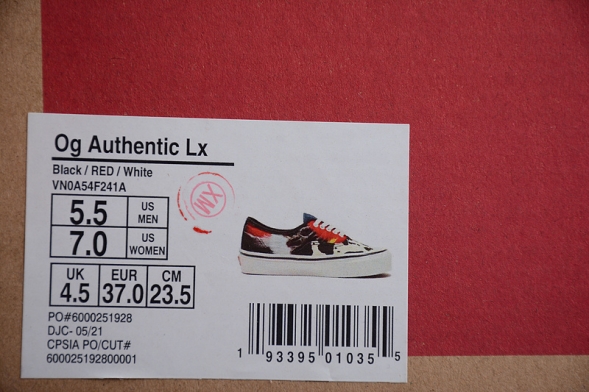 Og Authentic Lx
Black / RED / White
VN0A54F241A
5.5 US MEN
7.0 US WOMEN
UK 4.5 EUR 37.0 CM 23.5
XM
PO#6000251928
DJC- 05/21
CPSIA PO/CUT#
600025192800001
1 93395 01035 5